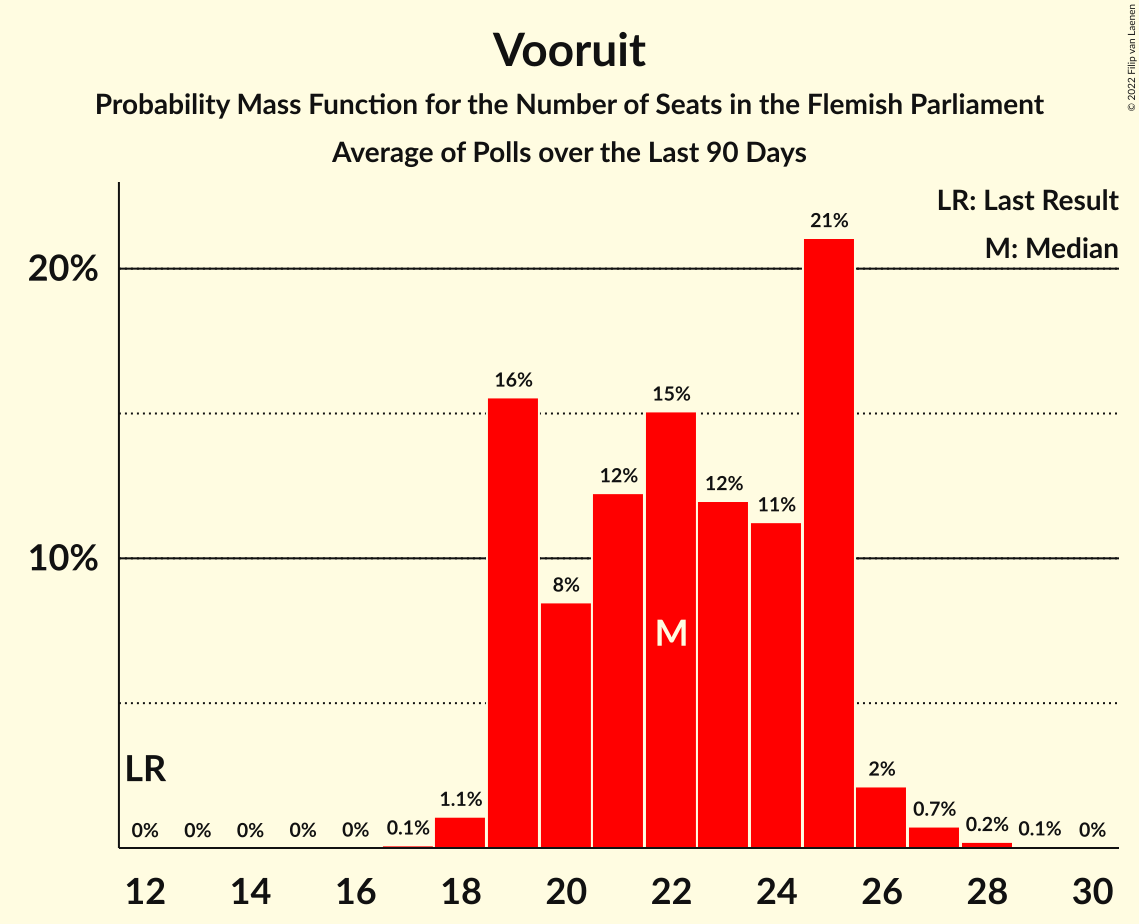 Vooruit
Probability Mass Function for the Number of Seats in the Flemish Parliament
Average of Polls over the Last 90 Days
© 2022 Filip van Laenen
LR: Last Result
M: Median
20%
10%
21%
16%
15%
12%
12%
11%
8%
M
LR
2%
1.1%
0.7%
0.2%
0.1%
0.1%
0%
0%
0%
0%
0%
0%
12 14 16 18 20 22 24 26 28 30